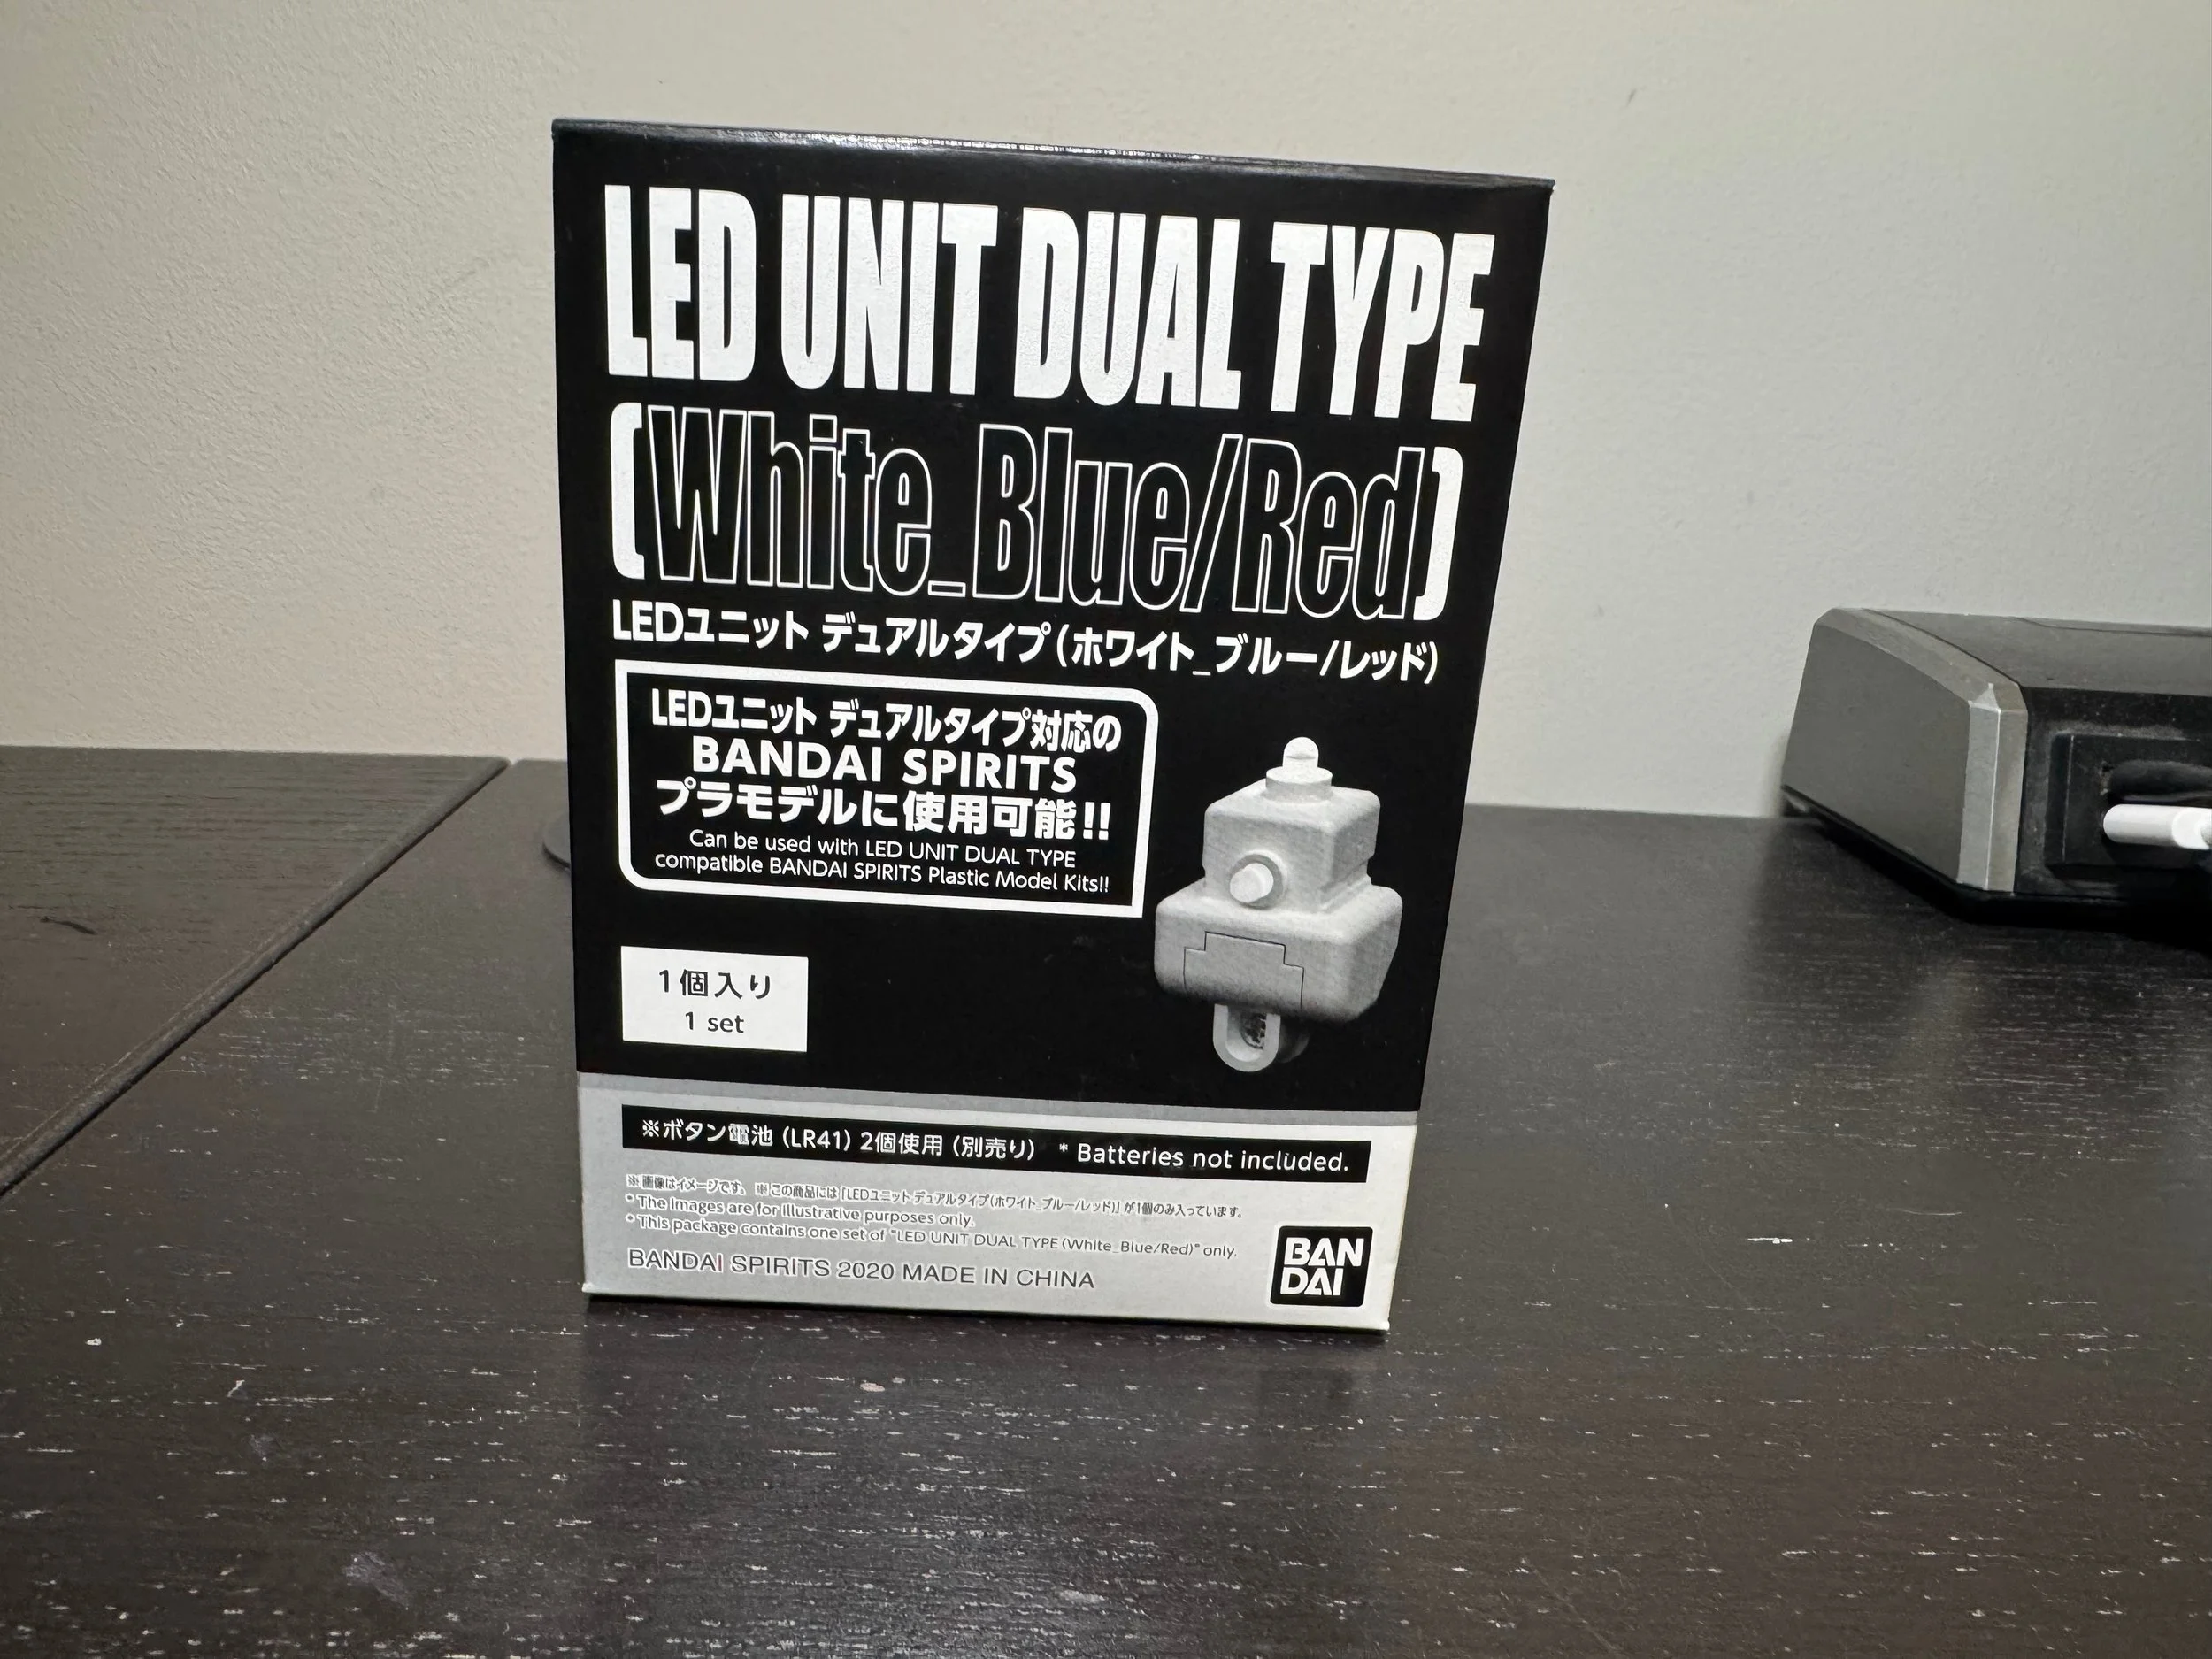 LED UNIT DUAL TYPE
(White_Blue/Red)
LEDユニット デュアルタイプ(ホワイト_ブルー/レッド)
LEDユニット デュアルタイプ対応の
BANDAI SPIRITS
プラモデルに使用可能!!
Can be used with LED UNIT DUAL TYPE
compatible BANDAI SPIRITS Plastic Model Kits!!
1個入り
1 set
※ボタン電池 (LR41) 2個使用 (別売り) * Batteries not included.
※画像はイメージです。 ※この商品には「LEDユニット デュアルタイプ(ホワイト_ブルー/レッド)」が1個のみ入っています。
* The images are for illustrative purposes only.
* This package contains one set of "LED UNIT DUAL TYPE (White_Blue/Red)" only.
BANDAI SPIRITS 2020 MADE IN CHINA
BAN
DAI